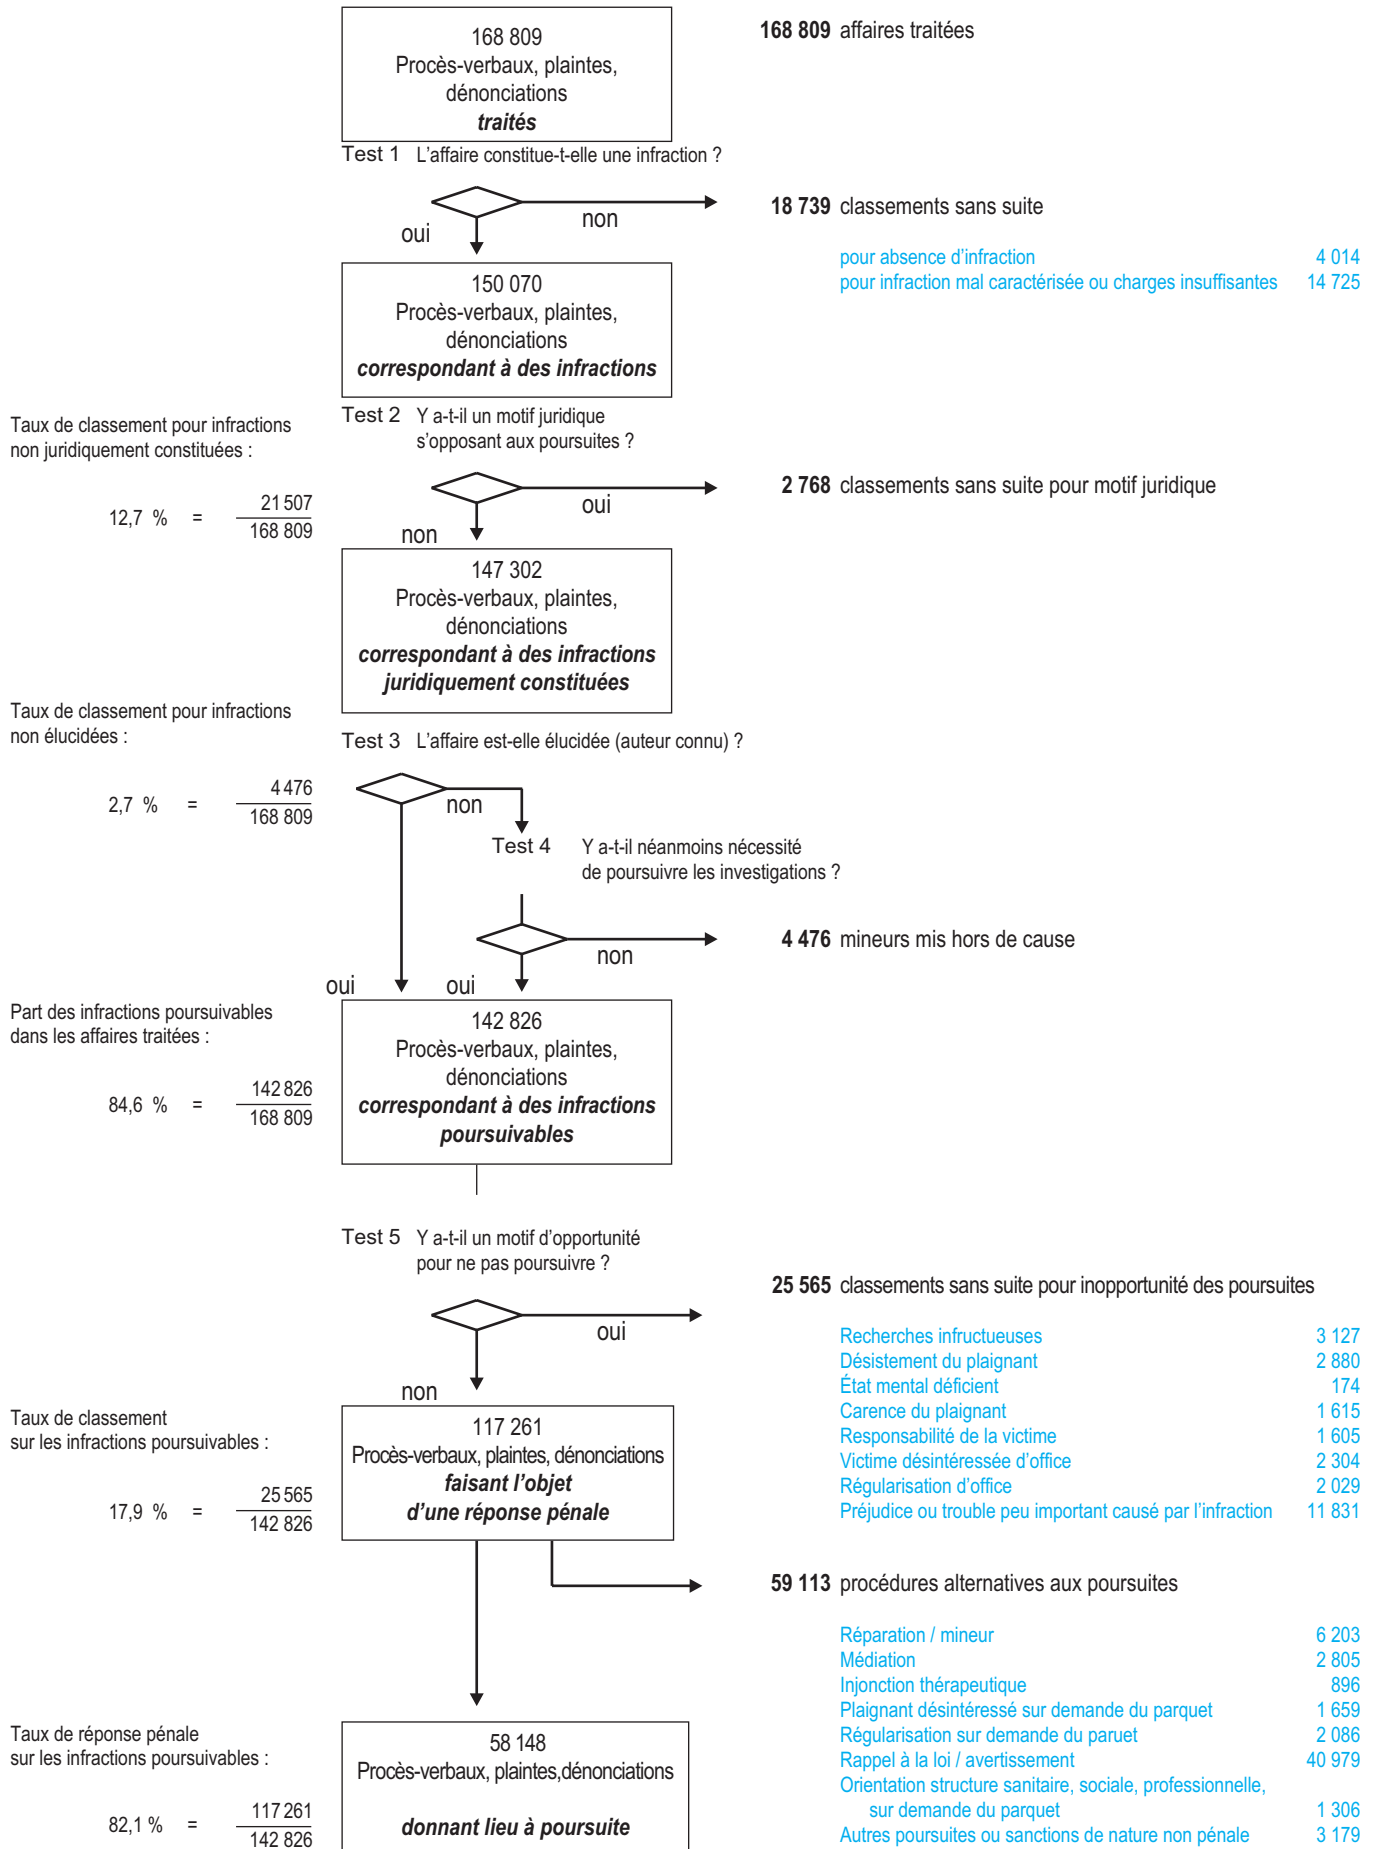 168 809
Procès-verbaux, plaintes,
dénonciations
traités
168 809 affaires traitées
Test 1 L'affaire constitue-t-elle une infraction ?
oui
non
18 739 classements sans suite
pour absence d'infraction 4 014
pour infraction mal caractérisée ou charges insuffisantes 14 725
150 070
Procès-verbaux, plaintes,
dénonciations
correspondant à des infractions
Taux de classement pour infractions
non juridiquement constituées :
12,7 % = 21 507
168 809
Test 2 Y a-t-il un motif juridique
s'opposant aux poursuites ?
oui
non
2 768 classements sans suite pour motif juridique
147 302
Procès-verbaux, plaintes,
dénonciations
correspondant à des infractions
juridiquement constituées
Taux de classement pour infractions
non élucidées :
2,7 % = 4 476
168 809
Test 3 L'affaire est-elle élucidée (auteur connu) ?
non
Test 4 Y a-t-il néanmoins nécessité
de poursuivre les investigations ?
non
4 476 mineurs mis hors de cause
oui
oui
Part des infractions poursuivables
dans les affaires traitées :
84,6 % = 142 826
168 809
142 826
Procès-verbaux, plaintes,
dénonciations
correspondant à des infractions
poursuivables
Test 5 Y a-t-il un motif d'opportunité
pour ne pas poursuivre ?
oui
non
25 565 classements sans suite pour inopportunité des poursuites
Recherches infructueuses 3 127
Désistement du plaignant 2 880
État mental déficient 174
Carence du plaignant 1 615
Responsabilité de la victime 1 605
Victime désintéressée d'office 2 304
Régularisation d'office 2 029
Préjudice ou trouble peu important causé par l'infraction 11 831
Taux de classement
sur les infractions poursuivables :
17,9 % = 25 565
142 826
117 261
Procès-verbaux, plaintes, dénonciations
faisant l'objet
d'une réponse pénale
59 113 procédures alternatives aux poursuites
Réparation / mineur 6 203
Médiation 2 805
Injonction thérapeutique 896
Plaignant désintéressé sur demande du parquet 1 659
Régularisation sur demande du paruet 2 086
Rappel à la loi / avertissement 40 979
Orientation structure sanitaire, sociale, professionnelle,
sur demande du parquet 1 306
Autres poursuites ou sanctions de nature non pénale 3 179
Taux de réponse pénale
sur les infractions poursuivables :
82,1 % = 117 261
142 826
58 148
Procès-verbaux, plaintes,dénonciations
donnant lieu à poursuite